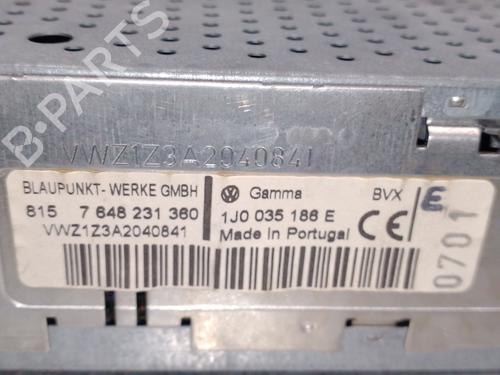 B-PARTS
VWZ1Z3A2040841
BLAUPUNKT-WERKE GMBH
815 7 648 231 360
VWZ1Z3A2040841
Gamma BVX E
1J0 035 186 E
Made in Portugal CE
0701